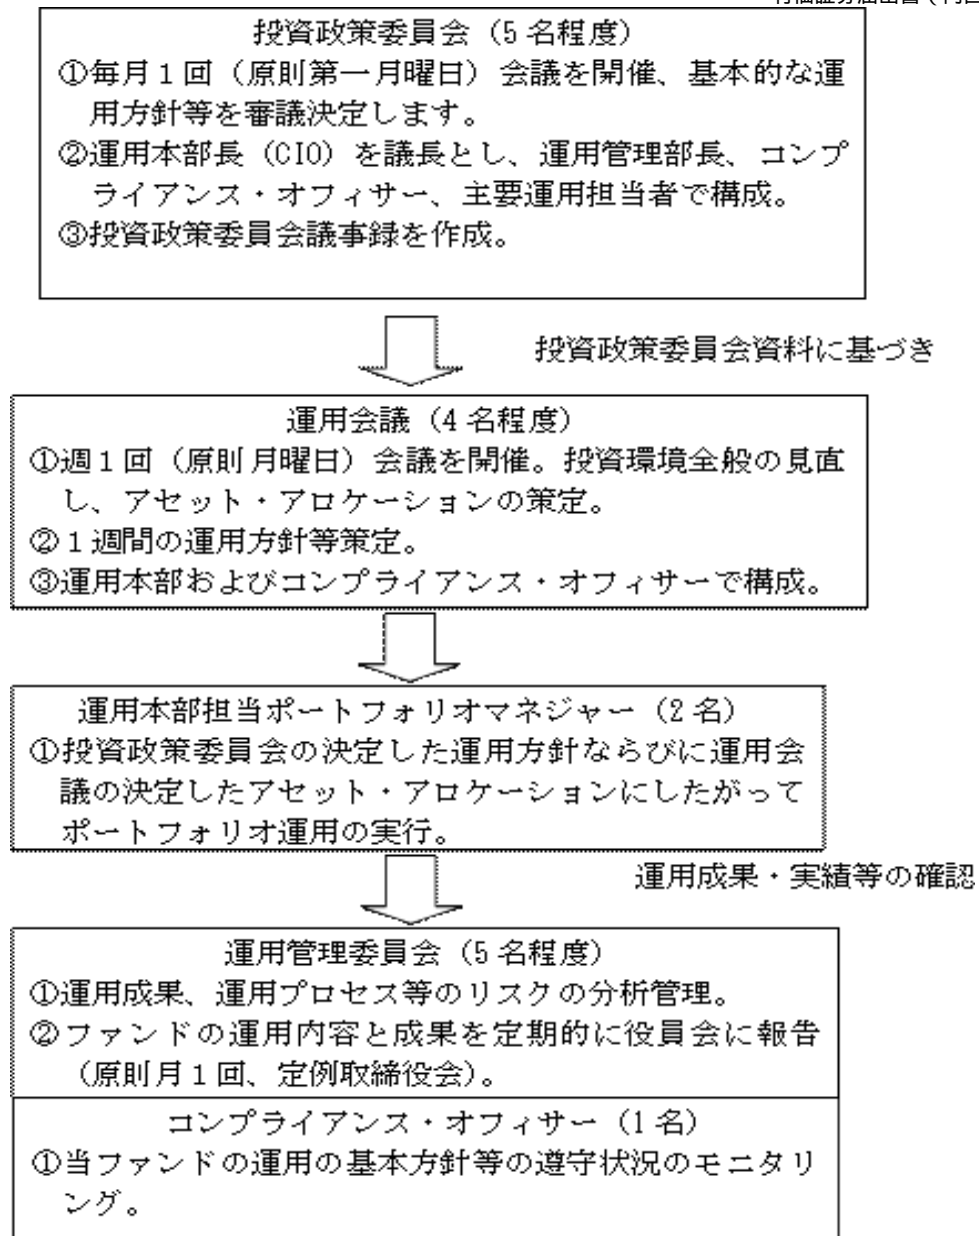 投資政策委員会（5名程度）
①毎月1回（原則第一月曜日）会議を開催、基本的な運
用方針等を審議決定します。
②運用本部長（CIO）を議長とし、運用管理部長、コンプ
ライアンス・オフィサー、主要運用担当者で構成。
③投資政策委員会議事録を作成。
投資政策委員会資料に基づき
運用会議（4名程度）
①週1回（原則月曜日）会議を開催。投資環境全般の見直
し、アセット・アロケーションの策定。
②1週間の運用方針等策定。
③運用本部およびコンプライアンス・オフィサーで構成。
運用本部担当ポートフォリオマネジャー（2名）
①投資政策委員会の決定した運用方針ならびに運用会
議の決定したアセット・アロケーションにしたがって
ポートフォリオ運用の実行。
運用成果・実績等の確認
運用管理委員会（5名程度）
①運用成果、運用プロセス等のリスクの分析管理。
②ファンドの運用内容と成果を定期的に役員会に報告
（原則月1回、定例取締役会）。
コンプライアンス・オフィサー（1名）
①当ファンドの運用の基本方針等の遵守状況のモニタリ
ング。